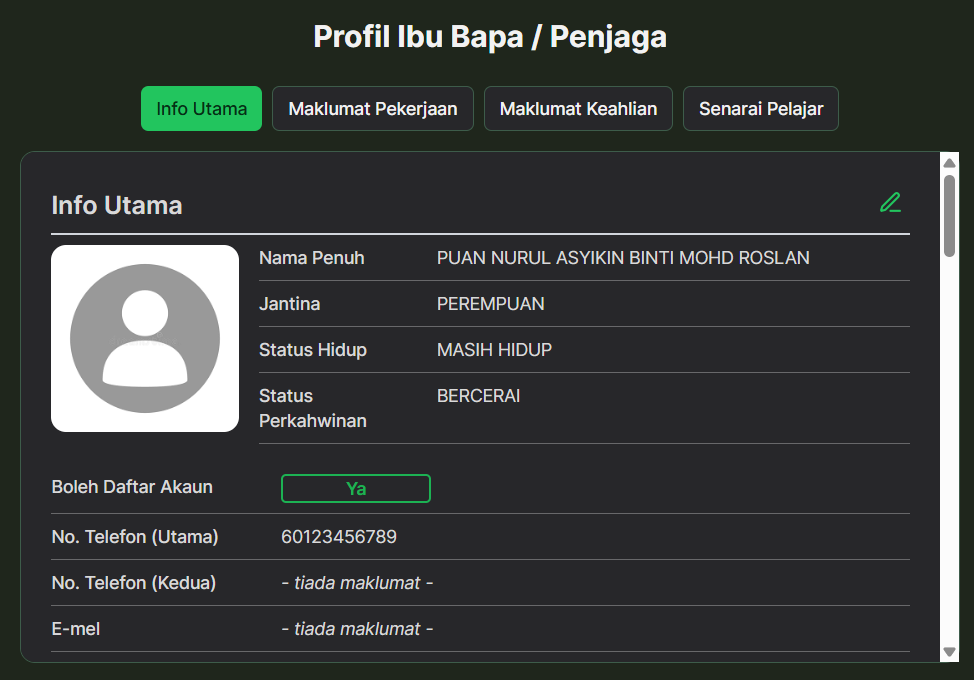 Profil Ibu Bapa / Penjaga
Info Utama
Maklumat Pekerjaan
Maklumat Keahlian
Senarai Pelajar
Info Utama
Nama Penuh PUAN NURUL ASYIKIN BINTI MOHD ROSLAN
Jantina PEREMPUAN
Status Hidup MASIH HIDUP
Status Perkahwinan BERCERAI
Boleh Daftar Akaun Ya
No. Telefon (Utama) 60123456789
No. Telefon (Kedua) - tiada maklumat -
E-mel - tiada maklumat -